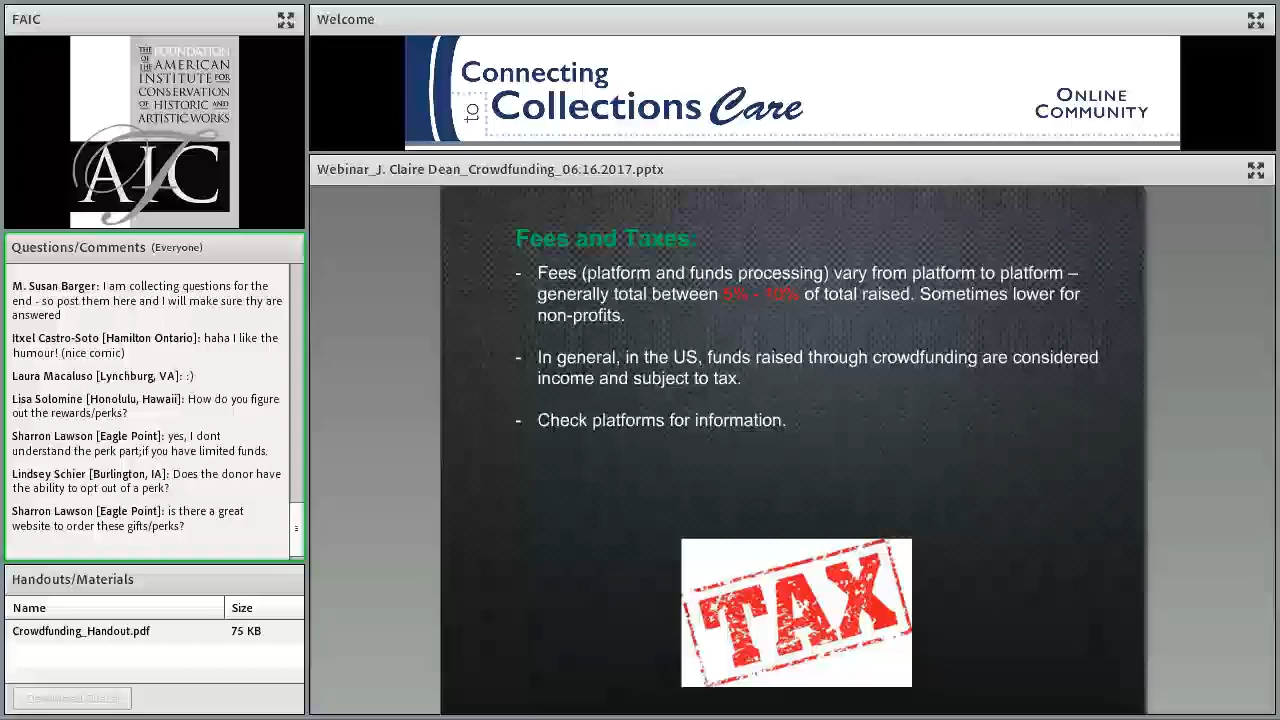 FAIC
THE FOUNDATION
OF THE AMERICAN
INSTITUTE FOR
CONSERVATION
OF HISTORIC AND
ARTISTIC WORKS
AIC
Questions/Comments (Everyone)
M. Susan Barger: I am collecting questions for the
end - so post them here and I will make sure thy are
answered
Itxel Castro-Soto [Hamilton Ontario]: haha I like the
humour! (nice comic)
Laura Macaluso [Lynchburg, VA]: :)
Lisa Solomine [Honolulu, Hawaii]: How do you figure
out the rewards/perks?
Sharron Lawson [Eagle Point]: yes, I dont
understand the perk part;if you have limited funds.
Lindsey Schier [Burlington, IA]: Does the donor have
the ability to opt out of a perk?
Sharron Lawson [Eagle Point]: is there a great
website to order these gifts/perks?
Handouts/Materials
Name Size
Crowdfunding_Handout.pdf 75 KB
Welcome
Connecting
to Collections Care
ONLINE
COMMUNITY
Webinar_J. Claire Dean_Crowdfunding_06.16.2017.pptx
Fees and Taxes:
- Fees (platform and funds processing) vary from platform to platform –
generally total between 5% - 10% of total raised. Sometimes lower for
non-profits.
- In general, in the US, funds raised through crowdfunding are considered
income and subject to tax.
- Check platforms for information.
TAX